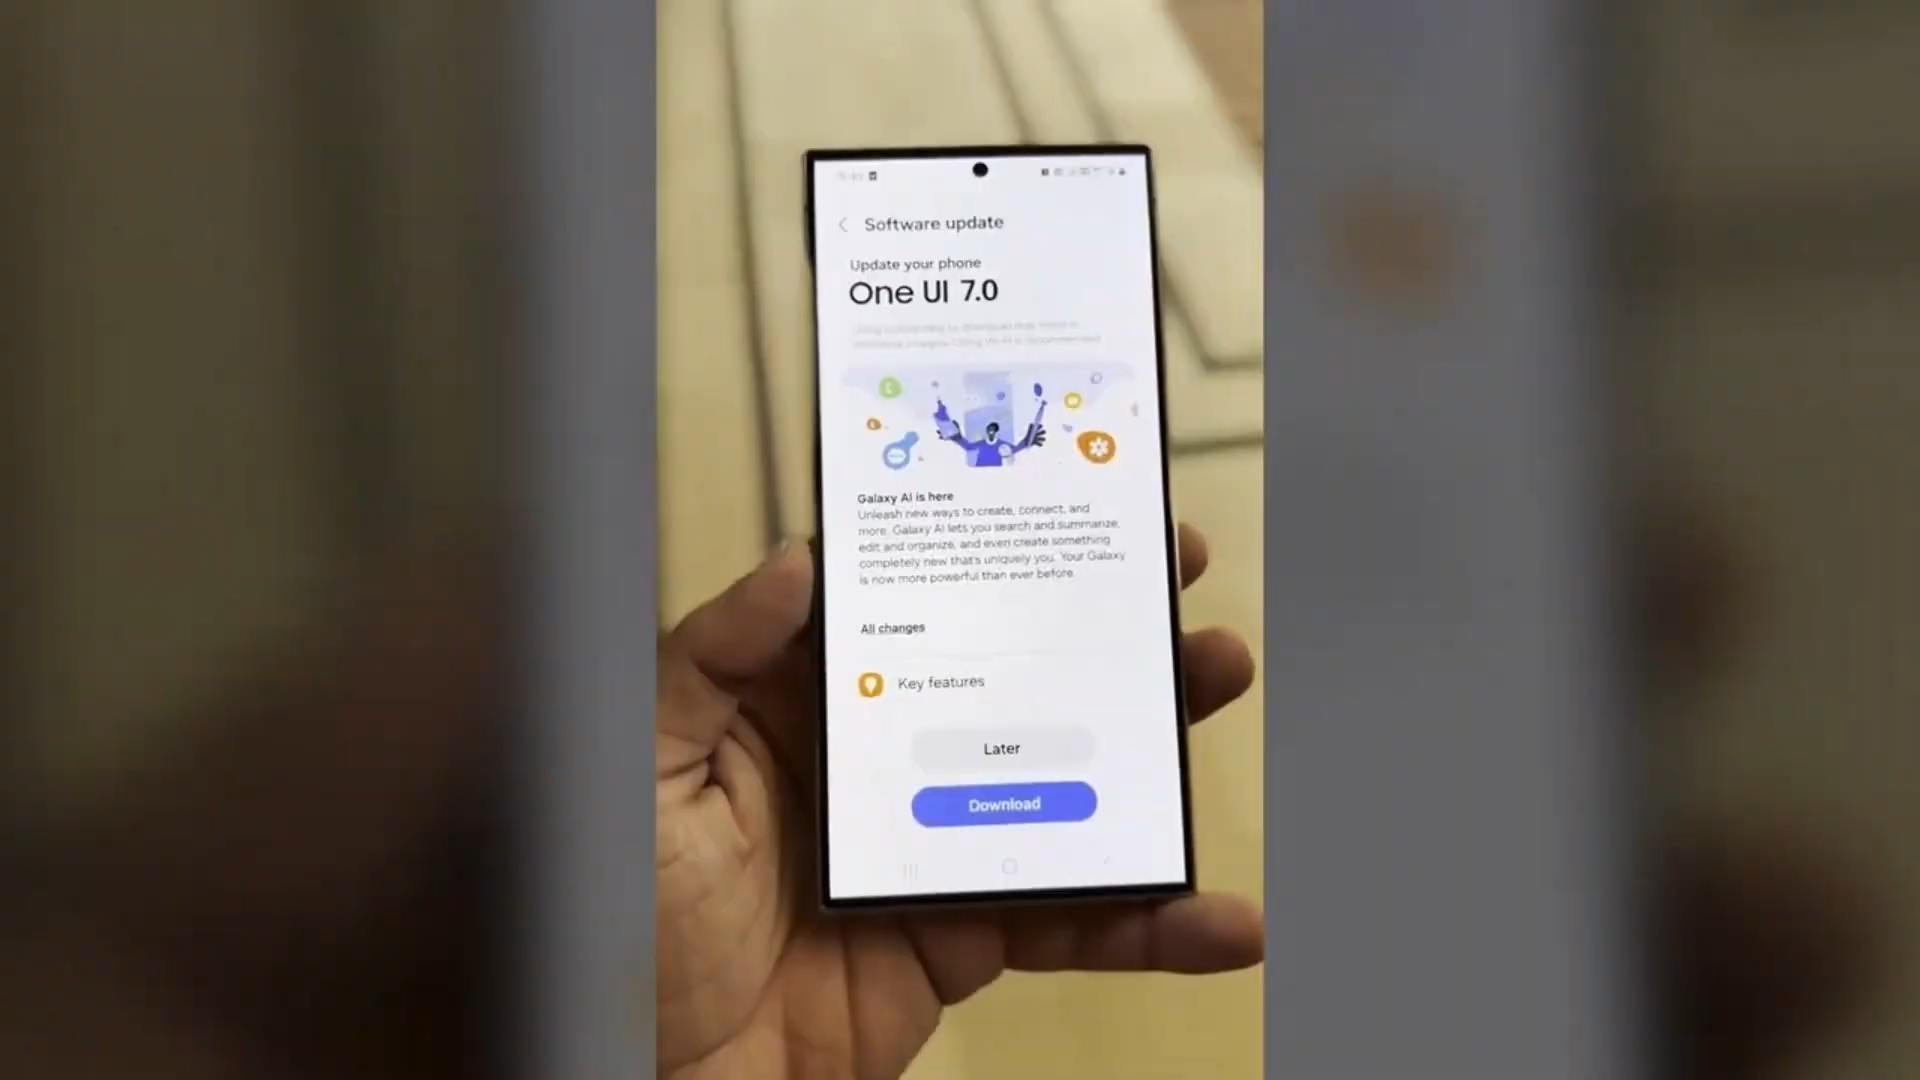 Software update
Update your phone
One UI 7.0
Galaxy AI is here
Unleash new ways to create, connect, and
more. Galaxy AI lets you search and summarize,
edit and organize, and even create something
completely new that's uniquely you. Your Galaxy
is now more powerful than ever before.
All changes
Key features
Later
Download